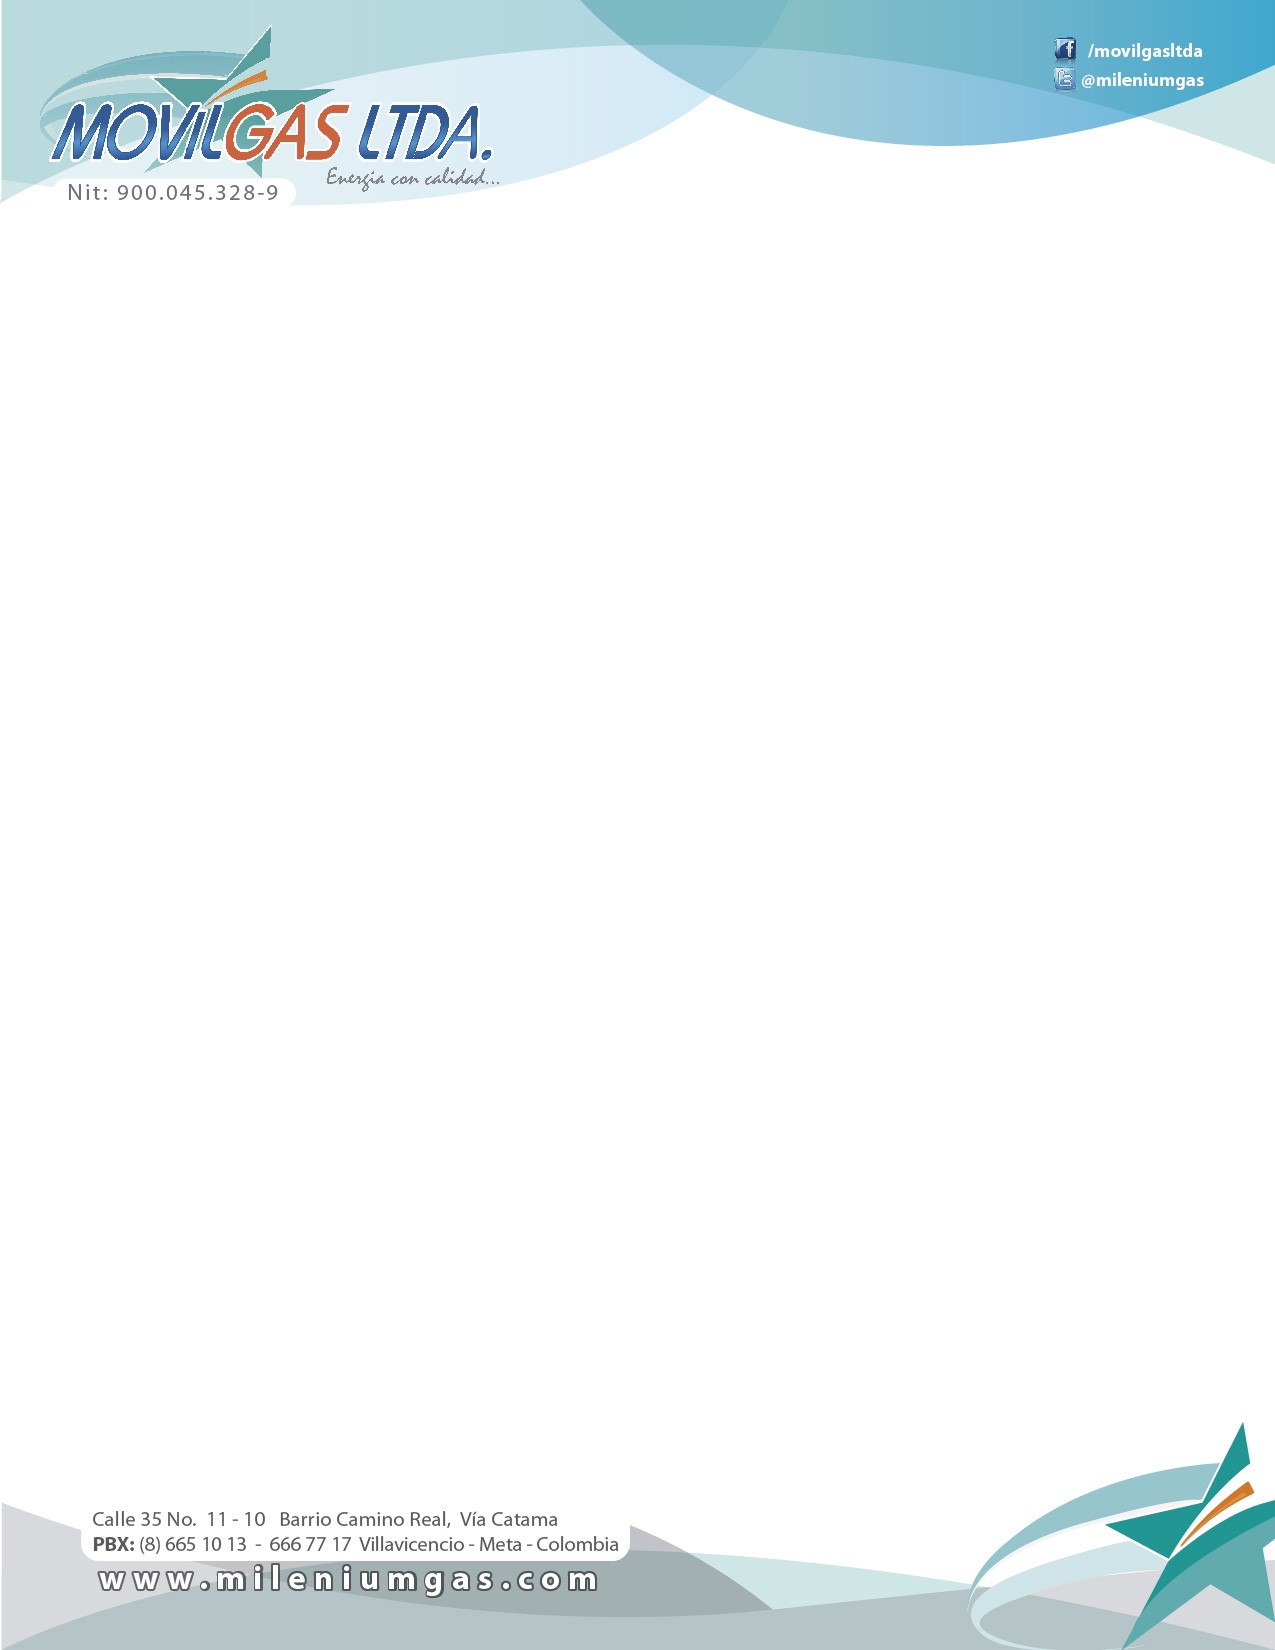 /movilgasltda
@mileniumgas
MOVILGAS LTDA.
Energía con calidad...
Nit: 900.045.328-9
Calle 35 No. 11 - 10 Barrio Camino Real, Vía Catama
PBX: (8) 665 10 13 - 666 77 17 Villavicencio - Meta - Colombia
www.mileniumgas.com